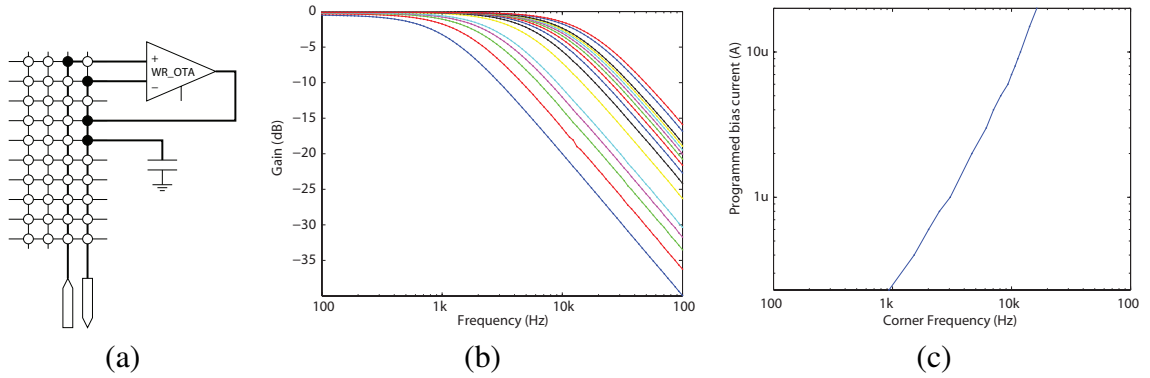 +
WR_OTA
−
(a)
0
−5
−10
−15
−20
−25
−30
−35
Gain (dB)
100
1k
10k
100
Frequency (Hz)
(b)
10u
1u
Programmed bias current (A)
100
1k
10k
100
Corner Frequency (Hz)
(c)